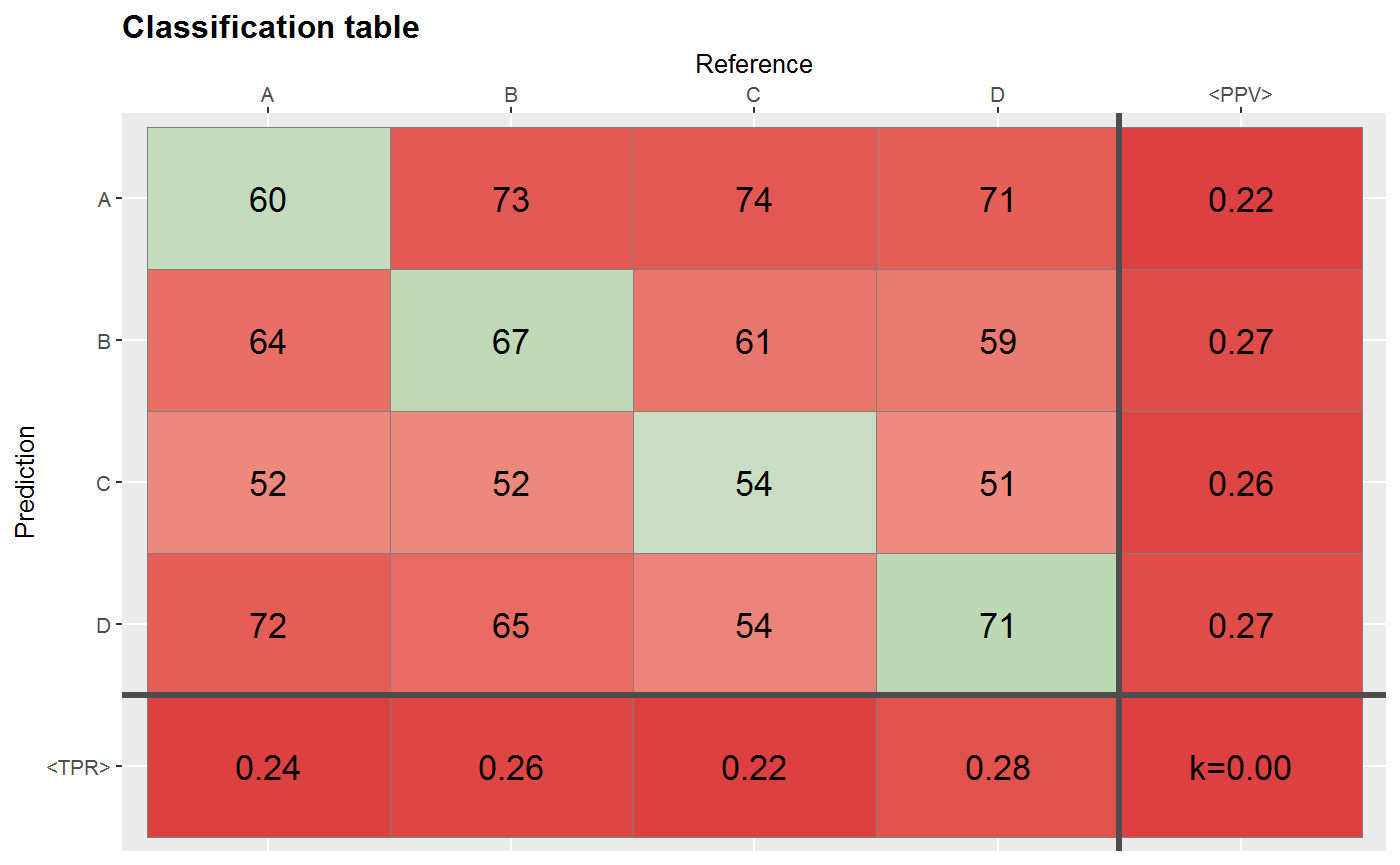 Classification table
Reference
A B C D <PPV>
A 60 73 74 71 0.22
B 64 67 61 59 0.27
C 52 52 54 51 0.26
D 72 65 54 71 0.27
<TPR> 0.24 0.26 0.22 0.28 k=0.00
Prediction